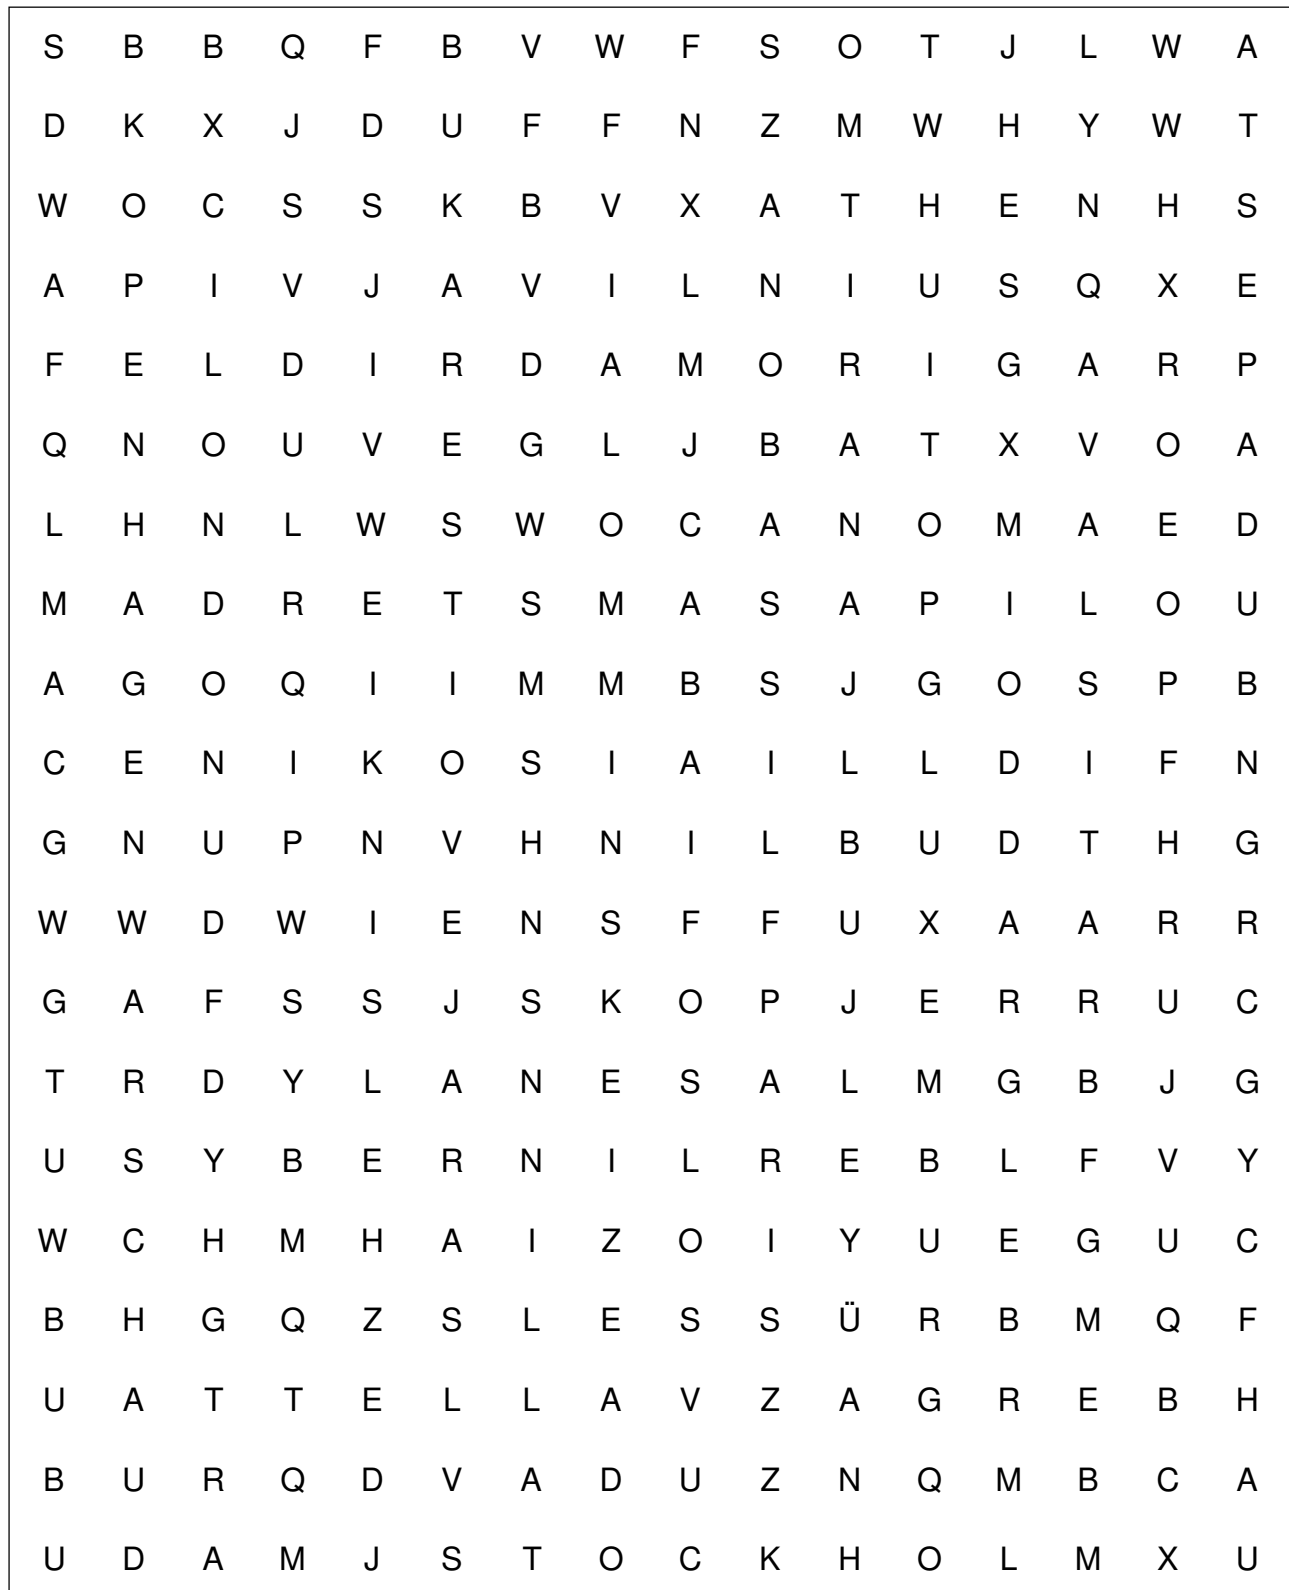 S B B Q F B V W F S O T J L W A
D K X J D U F F N Z M W H Y W T
W O C S S K B V X A T H E N H S
A P I V J A V I L N I U S Q X E
F E L D I R D A M O R I G A R P
Q N O U V E G L J B A T X V O A
L H N L W S W O C A N O M A E D
M A D R E T S M A S A P I L O U
A G O Q I I M M B S J G O S P B
C E N I K O S I A I L L D I F N
G N U P N V H N I L B U D T H G
W W D W I E N S F F U X A A R R
G A F S S J S K O P J E R R U C
T R D Y L A N E S A L M G B J G
U S Y B E R N I L R E B L F V Y
W C H M H A I Z O I Y U E G U C
B H G Q Z S L E S S Ü R B M Q F
U A T T E L L A V Z A G R E B H
B U R Q D V A D U Z N Q M B C A
U D A M J S T O C K H O L M X U